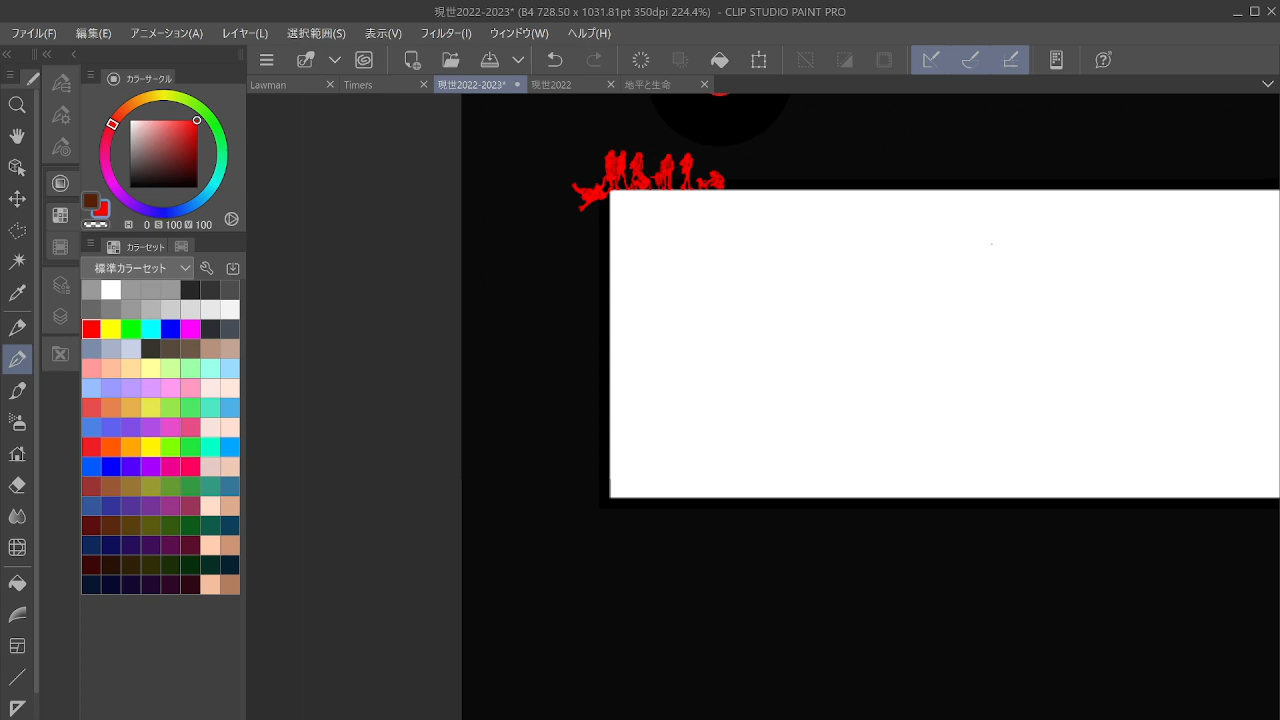 現世2022-2023* (B4 728.50 x 1031.81pt 350dpi 224.4%) - CLIP STUDIO PAINT PRO
ファイル(F) 編集(E) アニメーション(A) レイヤー(L) 選択範囲(S) 表示(V) フィルター(I) ウィンドウ(W) ヘルプ(H)
カラーサークル
Lawman Timers 現世2022-2023* 現世2022 地平と生命
H 0 S 100 V 100
カラーセット
標準カラーセット